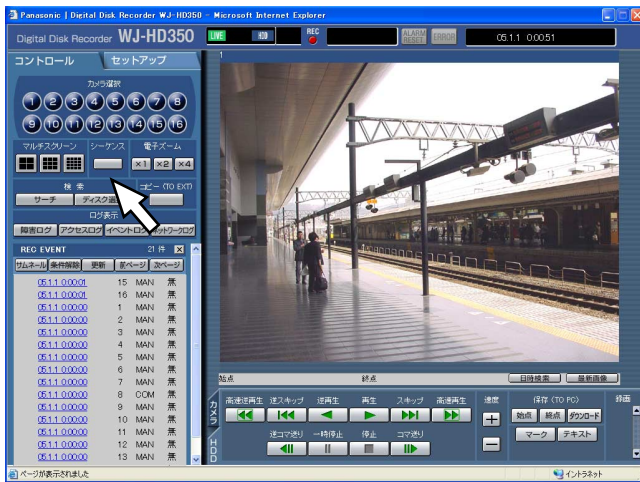 Panasonic | Digital Disk Recorder WJ-HD350 - Microsoft Internet Explorer
Digital Disk Recorder WJ-HD350
LIVE HDD REC ALARM RESET ERROR 05.1.1 0:00:51
コントロール セットアップ
1
カメラ選択
1 2 3 4 5 6 7 8
9 10 11 12 13 14 15 16
マルチスクリーン シーケンス 電子ズーム
×1 ×2 ×4
検 索 コピー (TO EXT)
サーチ ディスク選
ログ表示
障害ログ アクセスログ イベントログ ネットワークログ
REC EVENT 21 件
サムネール 条件解除 更新 前ページ 次ページ
05.1.1 0:00:01 15 MAN 無
05.1.1 0:00:01 16 MAN 無
05.1.1 0:00:00 1 MAN 無
05.1.1 0:00:00 2 MAN 無
05.1.1 0:00:00 3 MAN 無
05.1.1 0:00:00 4 MAN 無
05.1.1 0:00:00 5 MAN 無
05.1.1 0:00:00 6 MAN 無
05.1.1 0:00:00 7 MAN 無
05.1.1 0:00:00 8 COM 無
05.1.1 0:00:00 9 MAN 無
05.1.1 0:00:00 10 MAN 無
05.1.1 0:00:00 11 MAN 無
05.1.1 0:00:00 12 MAN 無
05.1.1 0:00:00 13 MAN 無
始点 終点 日時検索 最新画像
カメラ
HDD
高速逆再生 逆スキップ 逆再生 再生 スキップ 高速再生 速度 保存 (TO PC) 録画
始点 終点 ダウンロード
逆コマ送り 一時停止 停止 コマ送り
マーク テキスト
ページが表示されました イントラネット